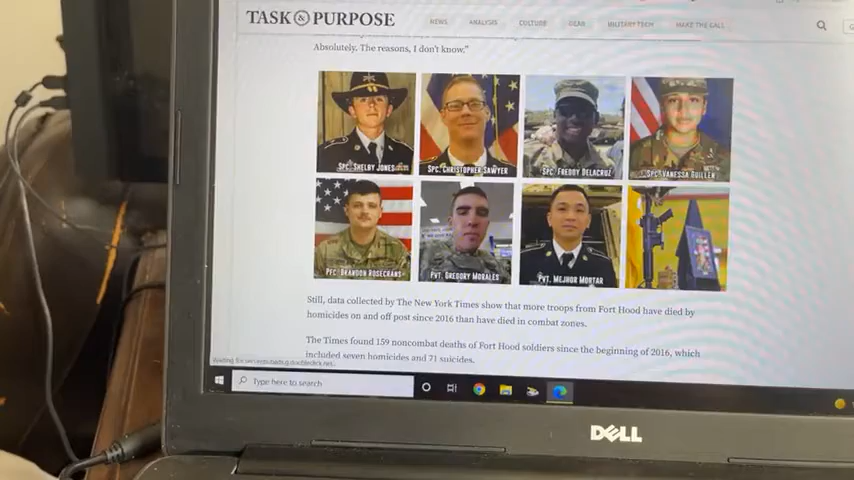 TASK & PURPOSE
NEWS ANALYSIS CULTURE GEAR MILITARY TECH MAKE THE CALL
Absolutely. The reasons, I don't know."
SPC. SHELBY JONES
SPC. CHRISTOPHER SAWYER
SPC. FREDDY DELACRUZ
SPC. VANESSA GUILLEN
PFC. BRANDON ROSECRANS
PVT. GREGORY MORALES
PVT. MEJHOR MORTAR
Still, data collected by The New York Times show that more troops from Fort Hood have died by
homicides on and off post since 2016 than have died in combat zones.
The Times found 159 noncombat deaths of Fort Hood soldiers since the beginning of 2016, which
included seven homicides and 71 suicides.
Type here to search
DELL